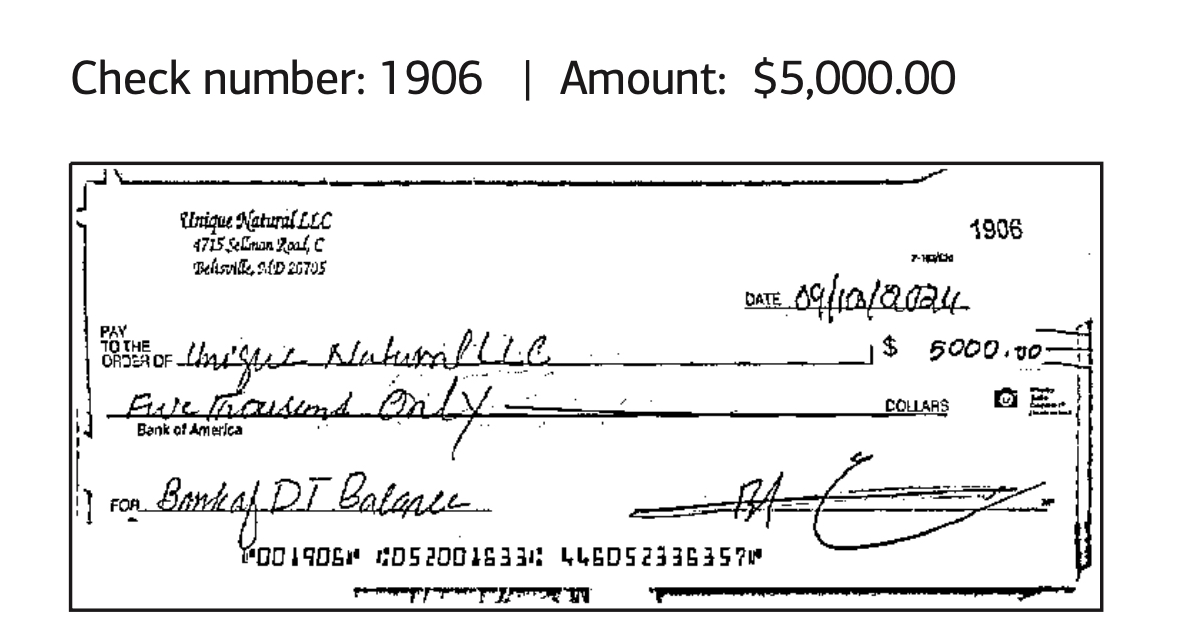 Check number: 1906 | Amount: $5,000.00
Unique Natural LLC
4715 Sellman Road, C
Beltsville, MD 20705
1906
DATE 09/10/2024
PAY
TO THE
ORDER OF Unique Natural LLC $ 5000.00
Five Thousand Only DOLLARS
Bank of America
FOR Bank of DT Balance
⑈001906⑈ ⑆052001633⑆ 446052336357⑈